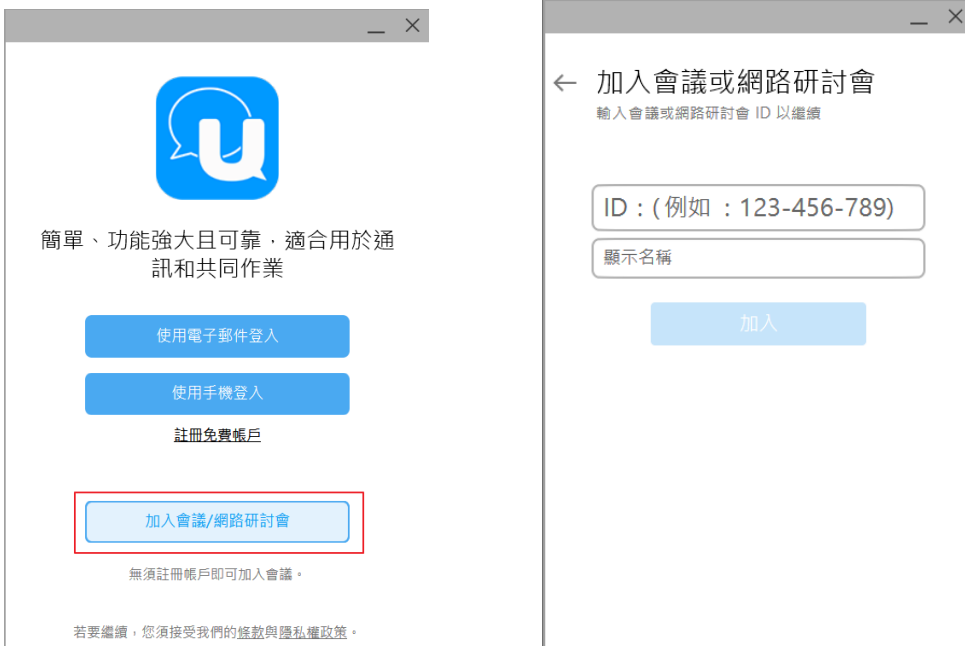 U
簡單、功能強大且可靠，適合用於通
訊和共同作業
使用電子郵件登入
使用手機登入
註冊免費帳戶
加入會議/網路研討會
無須註冊帳戶即可加入會議。
若要繼續，您須接受我們的條款與隱私權政策。
加入會議或網路研討會
輸入會議或網路研討會 ID 以繼續
ID：(例如：123-456-789)
顯示名稱
加入